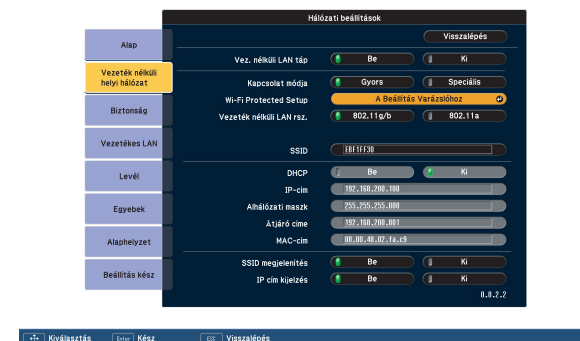 Hálózati beállítások
Visszalépés
Alap
Vezeték nélküli
helyi hálózat
Biztonság
Vezetékes LAN
Levél
Egyebek
Alaphelyzet
Beállítás kész
Vez. nélküli LAN táp Be Ki
Kapcsolat módja Gyors Speciális
Wi-Fi Protected Setup A Beállítás Varázslóhoz
Vezeték nélküli LAN rsz. 802.11g/b 802.11a
SSID EBF1FF30
DHCP Be Ki
IP-cím 192.168.200.100
Alhálózati maszk 255.255.255.000
Átjáró címe 192.168.200.001
MAC-cím 00.00.48.02.fa.c9
SSID megjelenítés Be Ki
IP cím kijelzés Be Ki
0.0.2.2
Kiválasztás Enter Kész ESC Visszalépés